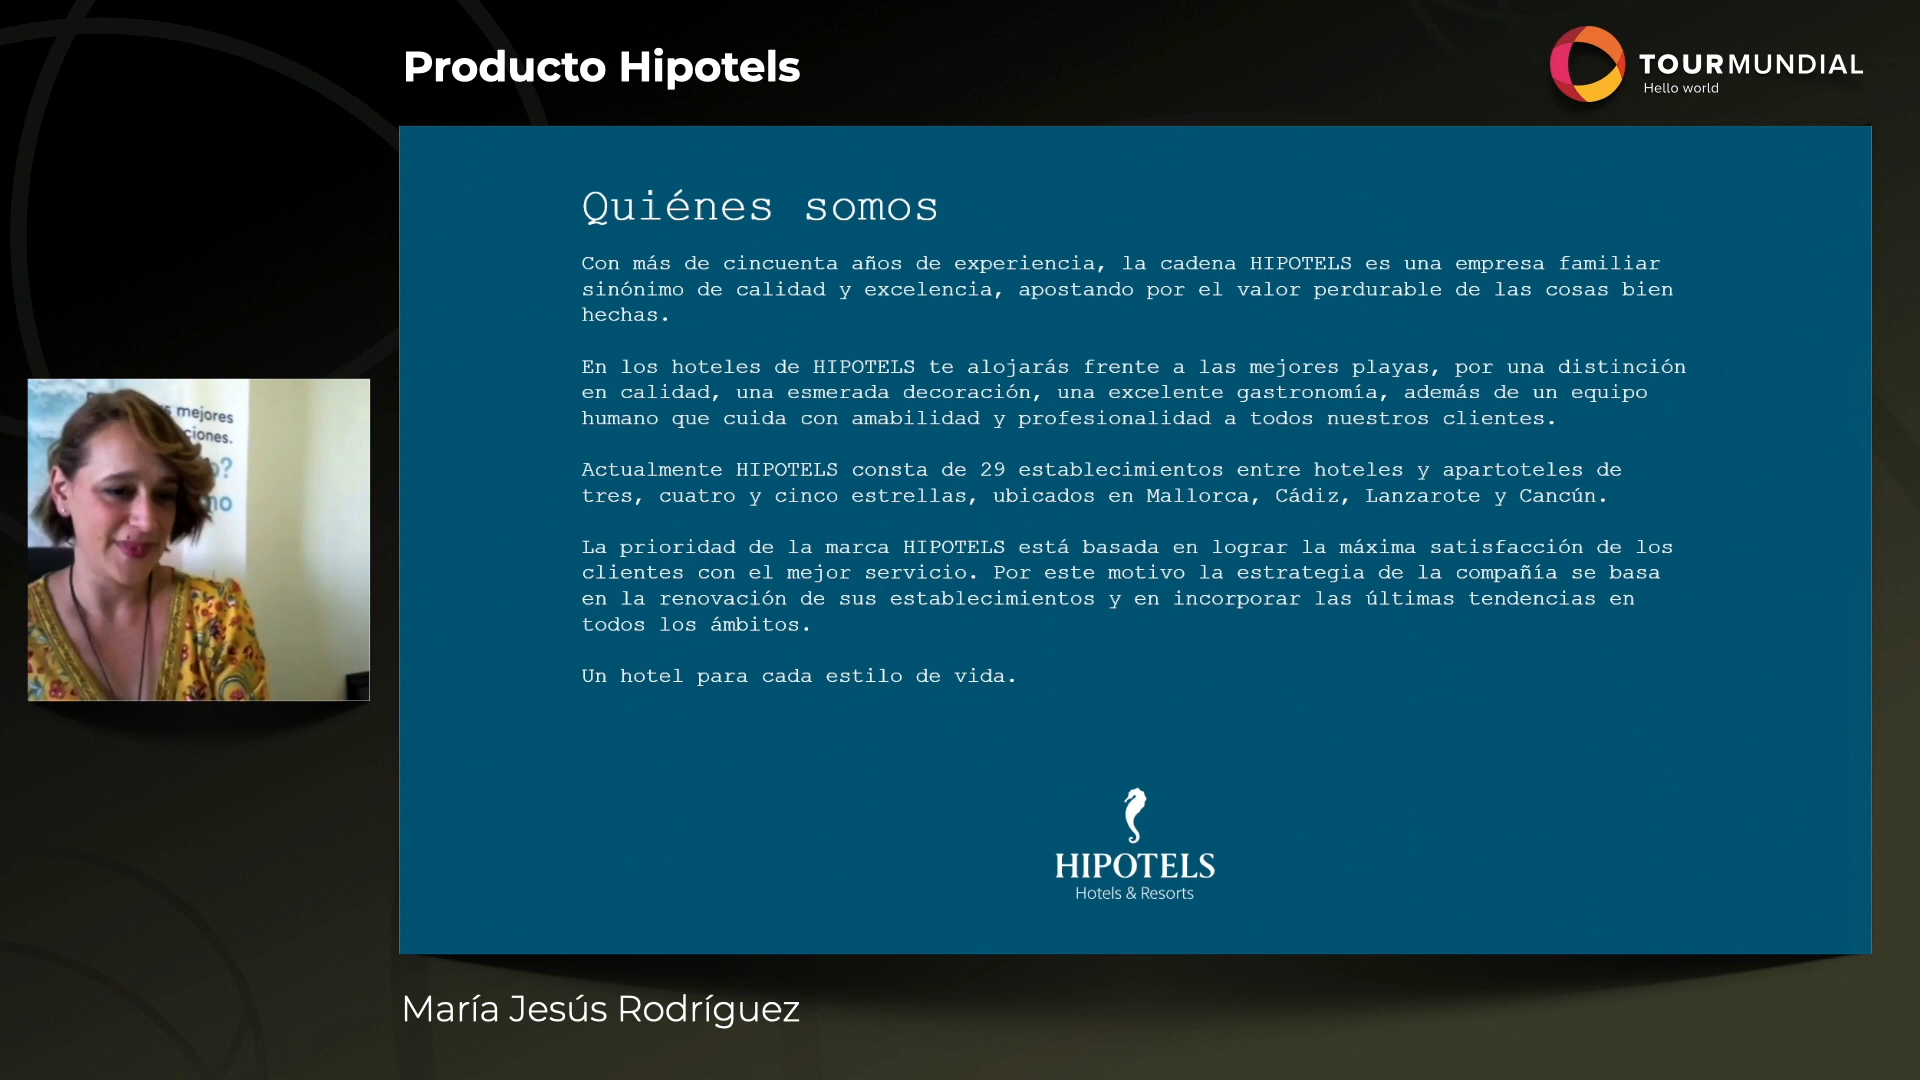 Producto Hipotels
TOURMUNDIAL
Hello world
Quiénes somos
Con más de cincuenta años de experiencia, la cadena HIPOTELS es una empresa familiar
sinónimo de calidad y excelencia, apostando por el valor perdurable de las cosas bien
hechas.
En los hoteles de HIPOTELS te alojarás frente a las mejores playas, por una distinción
en calidad, una esmerada decoración, una excelente gastronomía, además de un equipo
humano que cuida con amabilidad y profesionalidad a todos nuestros clientes.
Actualmente HIPOTELS consta de 29 establecimientos entre hoteles y apartoteles de
tres, cuatro y cinco estrellas, ubicados en Mallorca, Cádiz, Lanzarote y Cancún.
La prioridad de la marca HIPOTELS está basada en lograr la máxima satisfacción de los
clientes con el mejor servicio. Por este motivo la estrategia de la compañía se basa
en la renovación de sus establecimientos y en incorporar las últimas tendencias en
todos los ámbitos.
Un hotel para cada estilo de vida.
mejores
ciones.
HIPOTELS
Hotels & Resorts
María Jesús Rodríguez